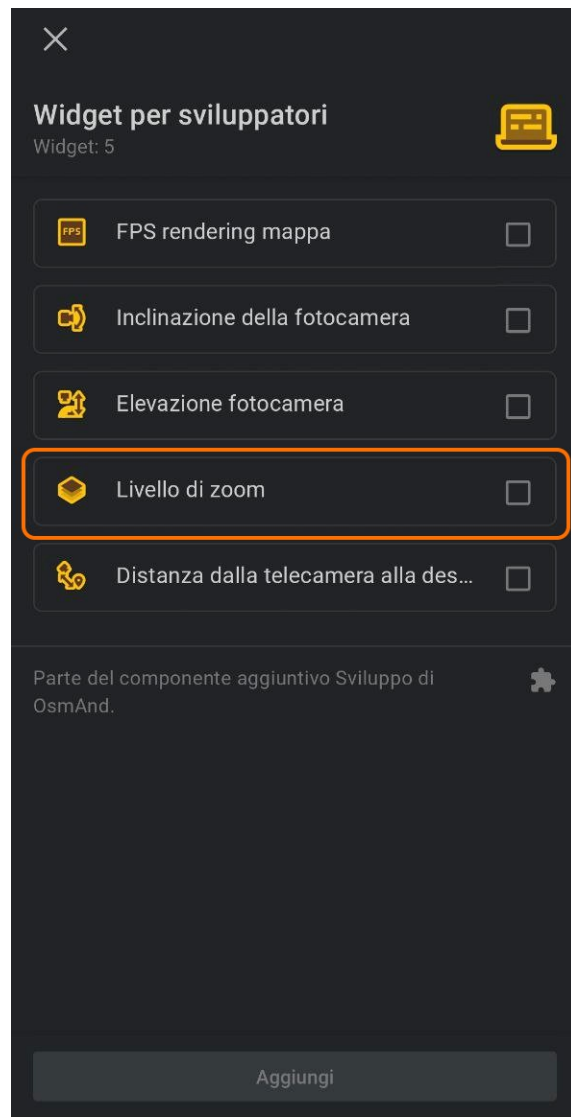 Widget per sviluppatori
Widget: 5
FPS
FPS rendering mappa
Inclinazione della fotocamera
Elevazione fotocamera
Livello di zoom
Distanza dalla telecamera alla des...
Parte del componente aggiuntivo Sviluppo di
OsmAnd.
Aggiungi